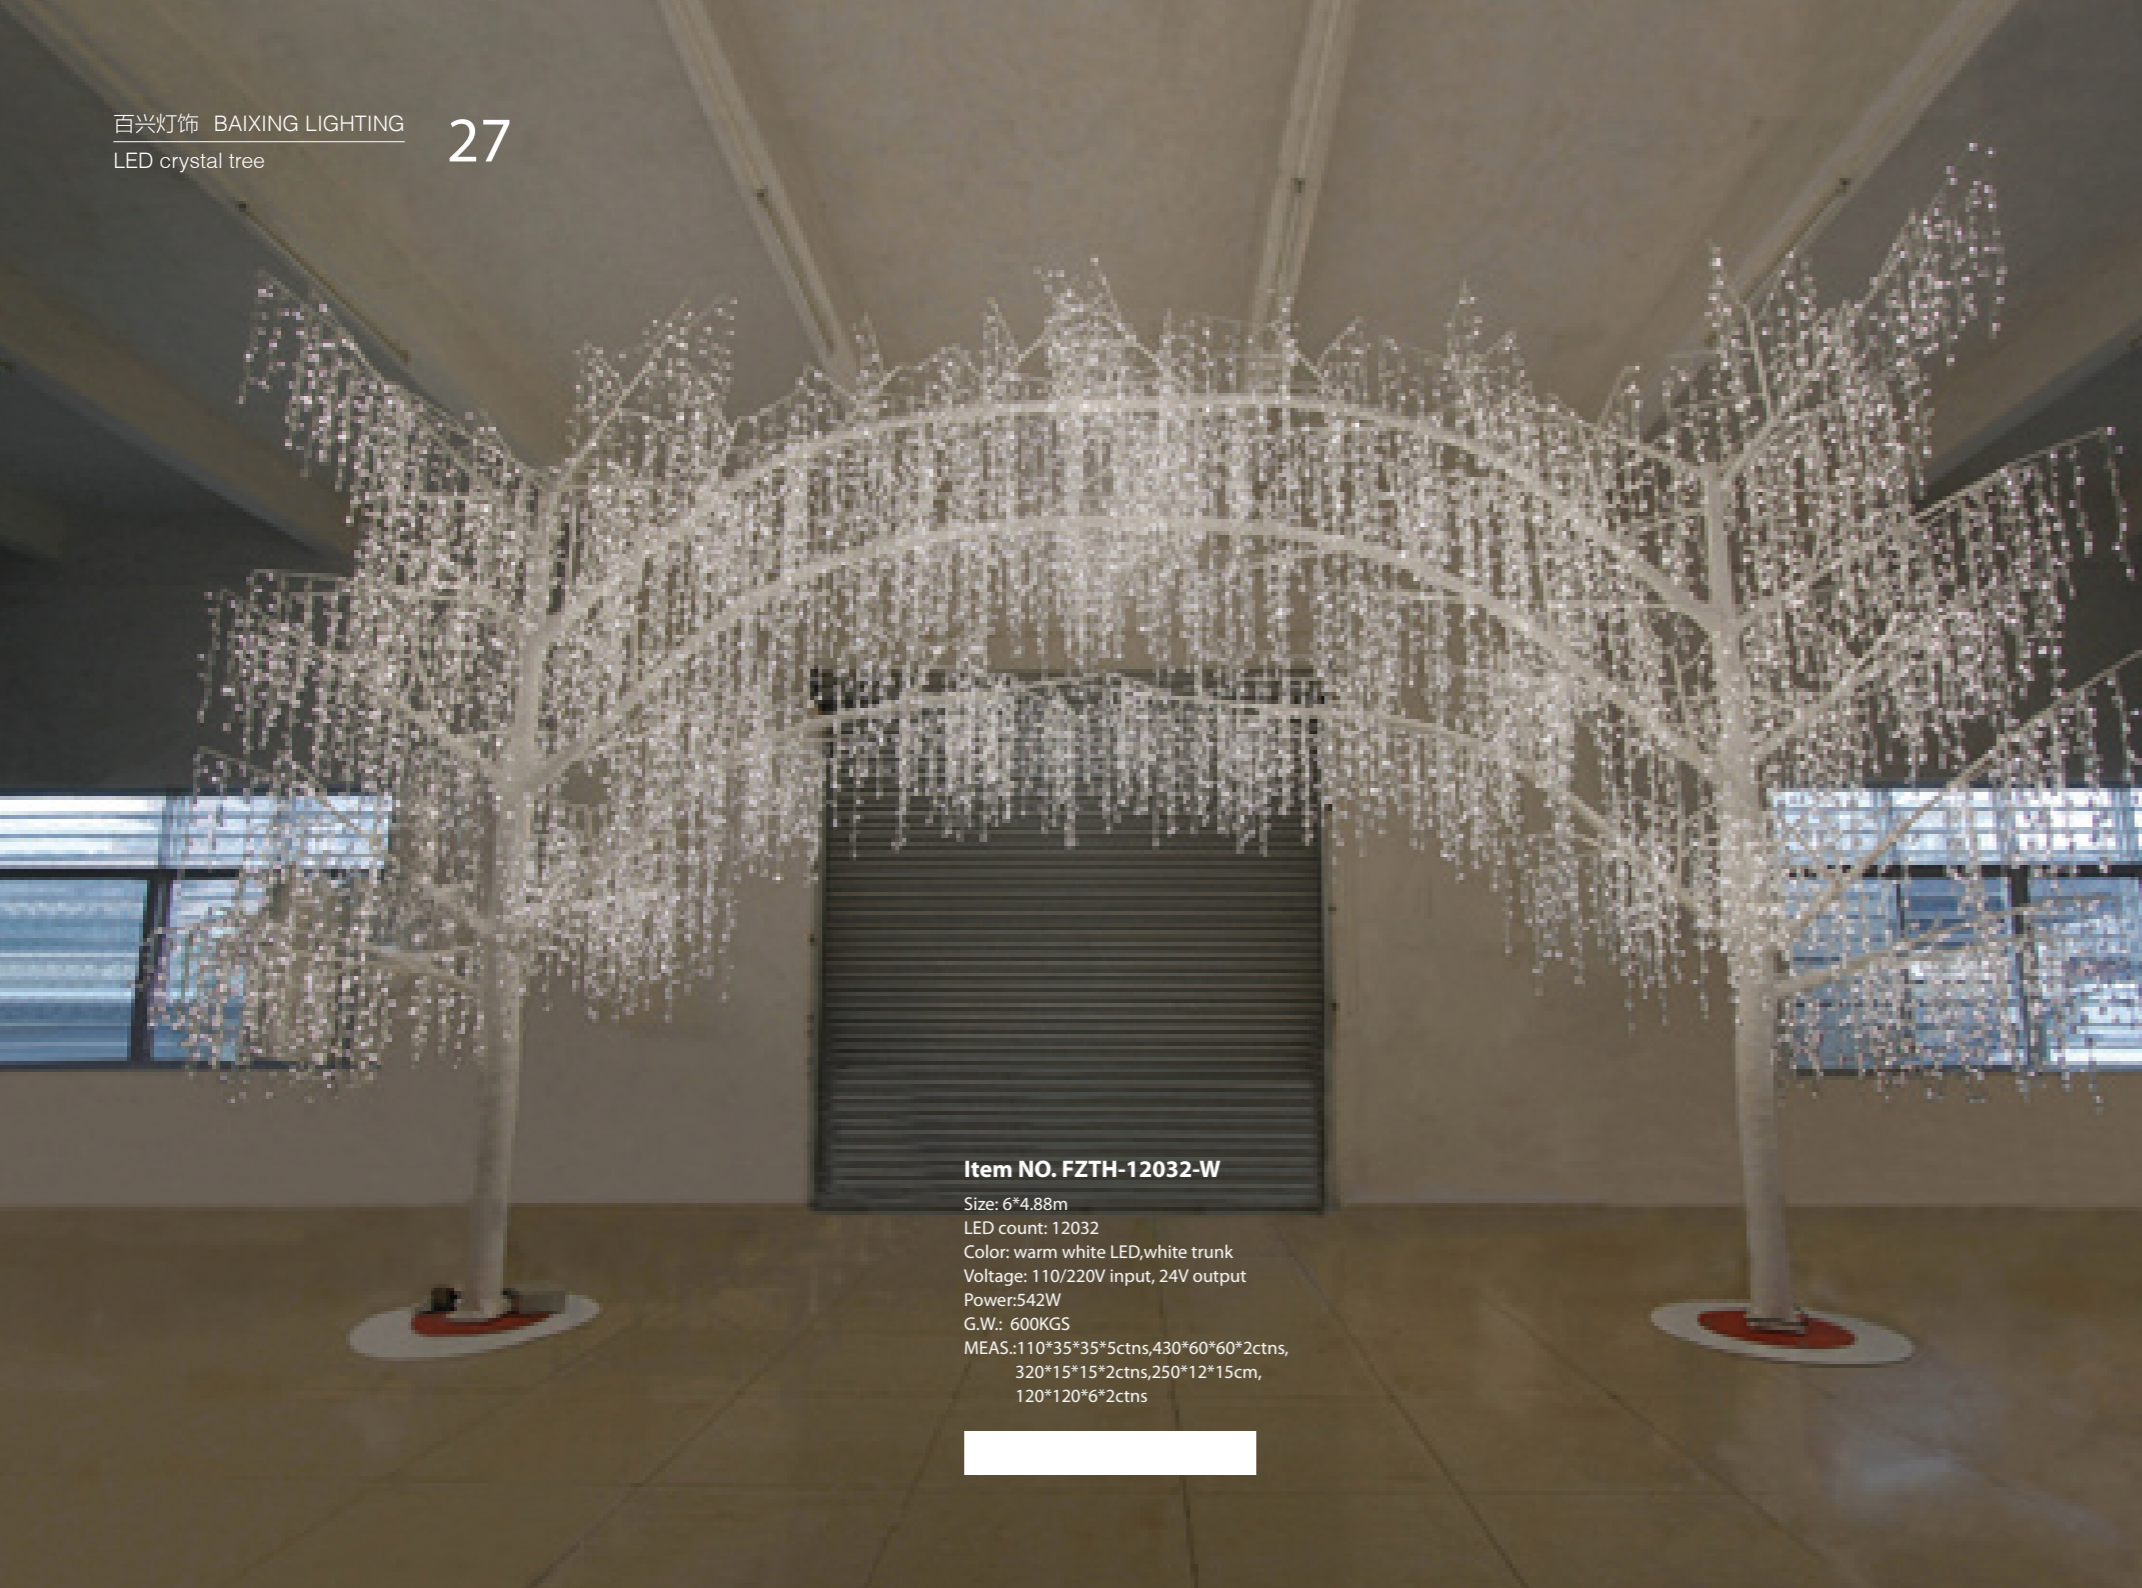 百兴灯饰 BAIXING LIGHTING
LED crystal tree
27
Item NO. FZTH-12032-W
Size: 6*4.88m
LED count: 12032
Color: warm white LED,white trunk
Voltage: 110/220V input, 24V output
Power:542W
G.W.: 600KGS
MEAS.:110*35*35*5ctns,430*60*60*2ctns,
320*15*15*2ctns,250*12*15cm,
120*120*6*2ctns